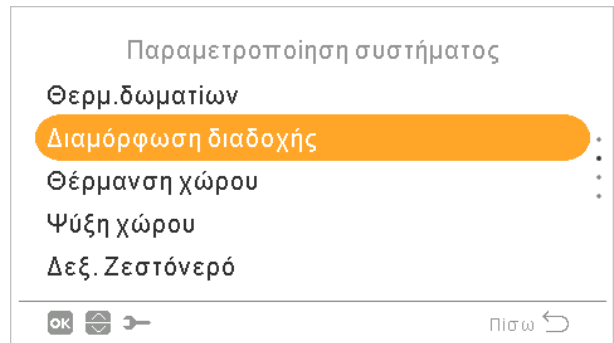 Παραμετροποίηση συστήματος
Θερμ.δωματίων
Διαμόρφωση διαδοχής
Θέρμανση χώρου
Ψύξη χώρου
Δεξ. Ζεστόνερό
OK Πίσω